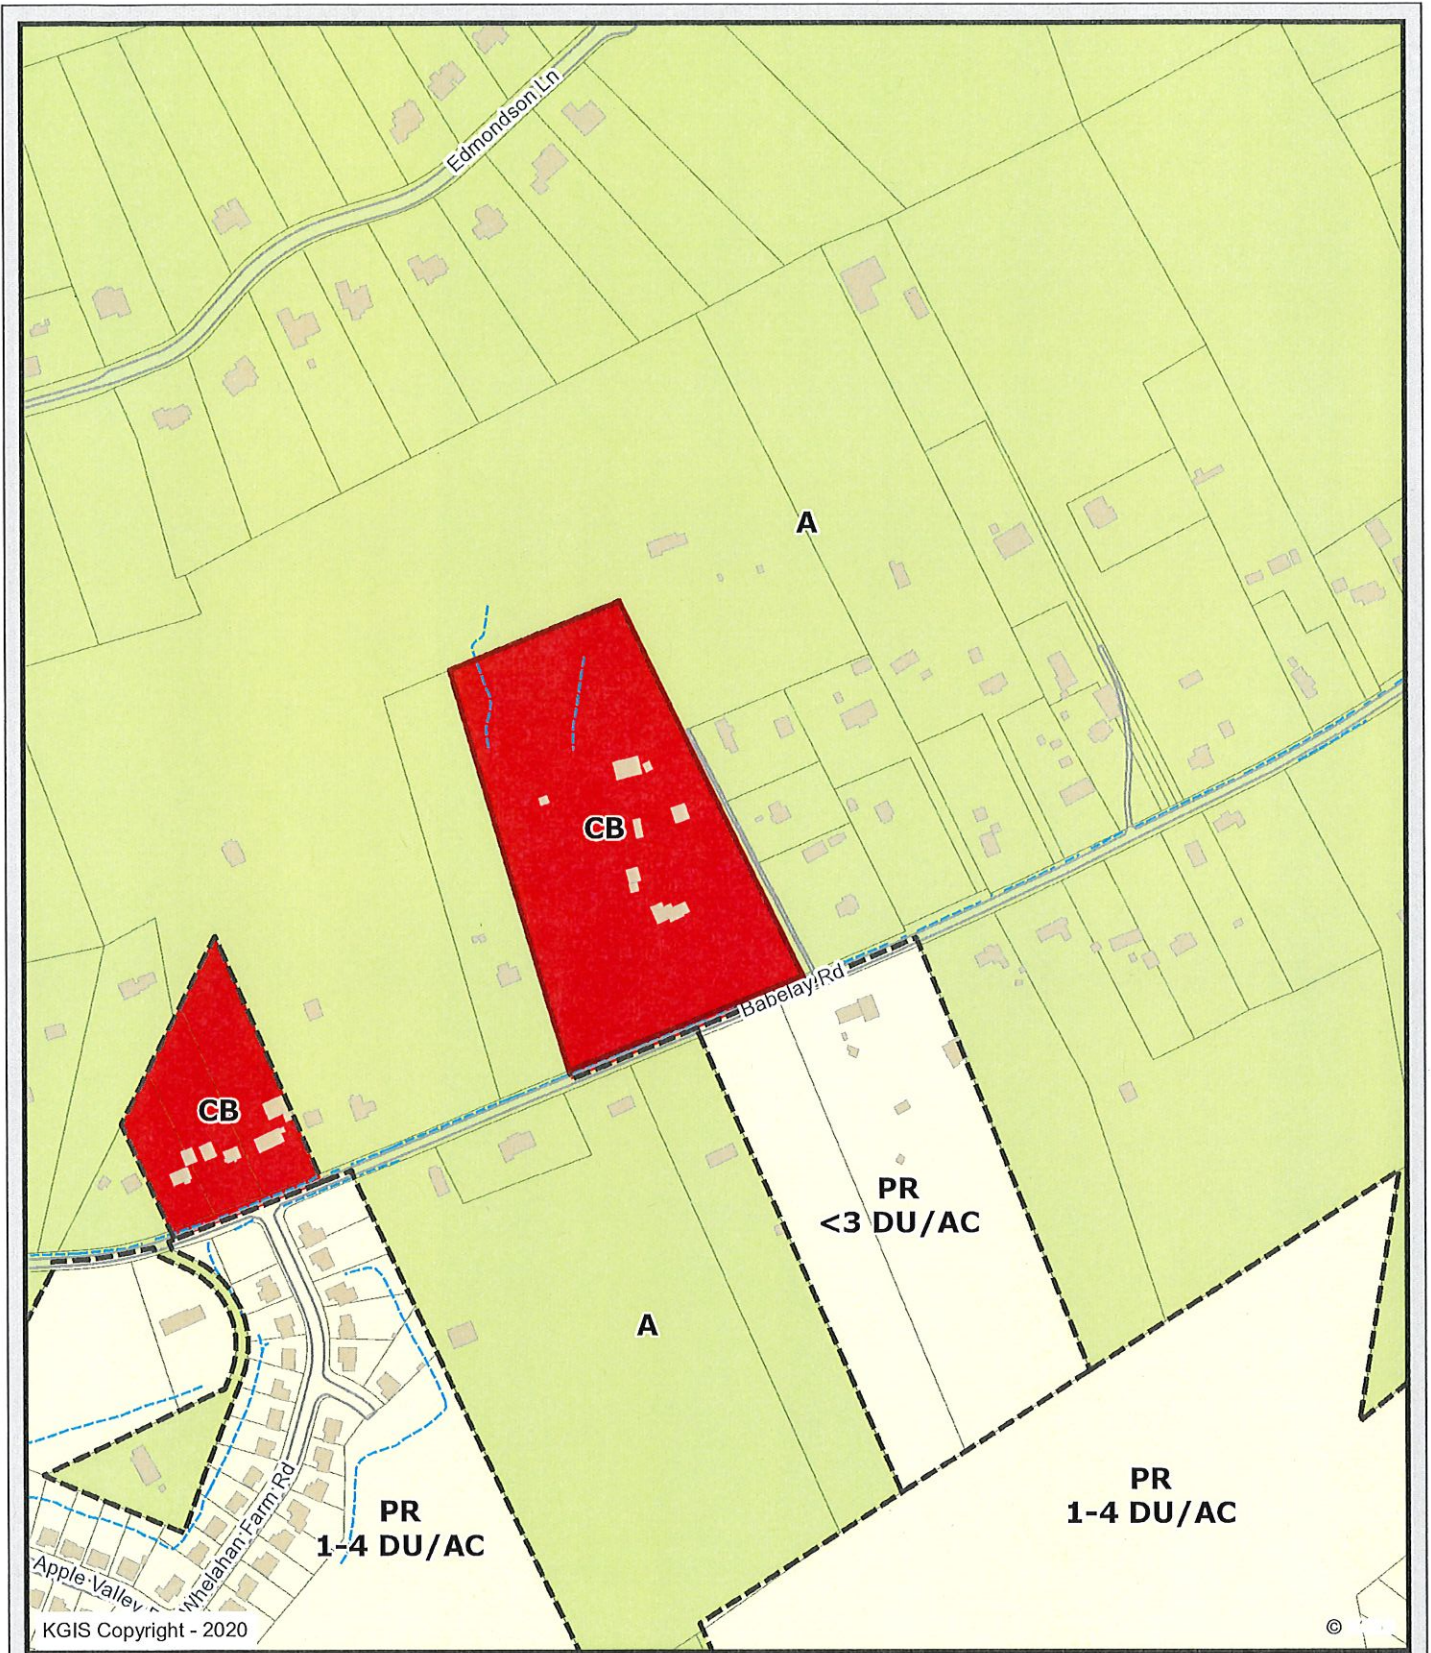 Edmondson Ln
A
CB
Babelay Rd
CB
PR
<3 DU/AC
A
PR
1-4 DU/AC
PR
1-4 DU/AC
Whelahan Farm Rd
Apple Valley
KGIS Copyright - 2020
©